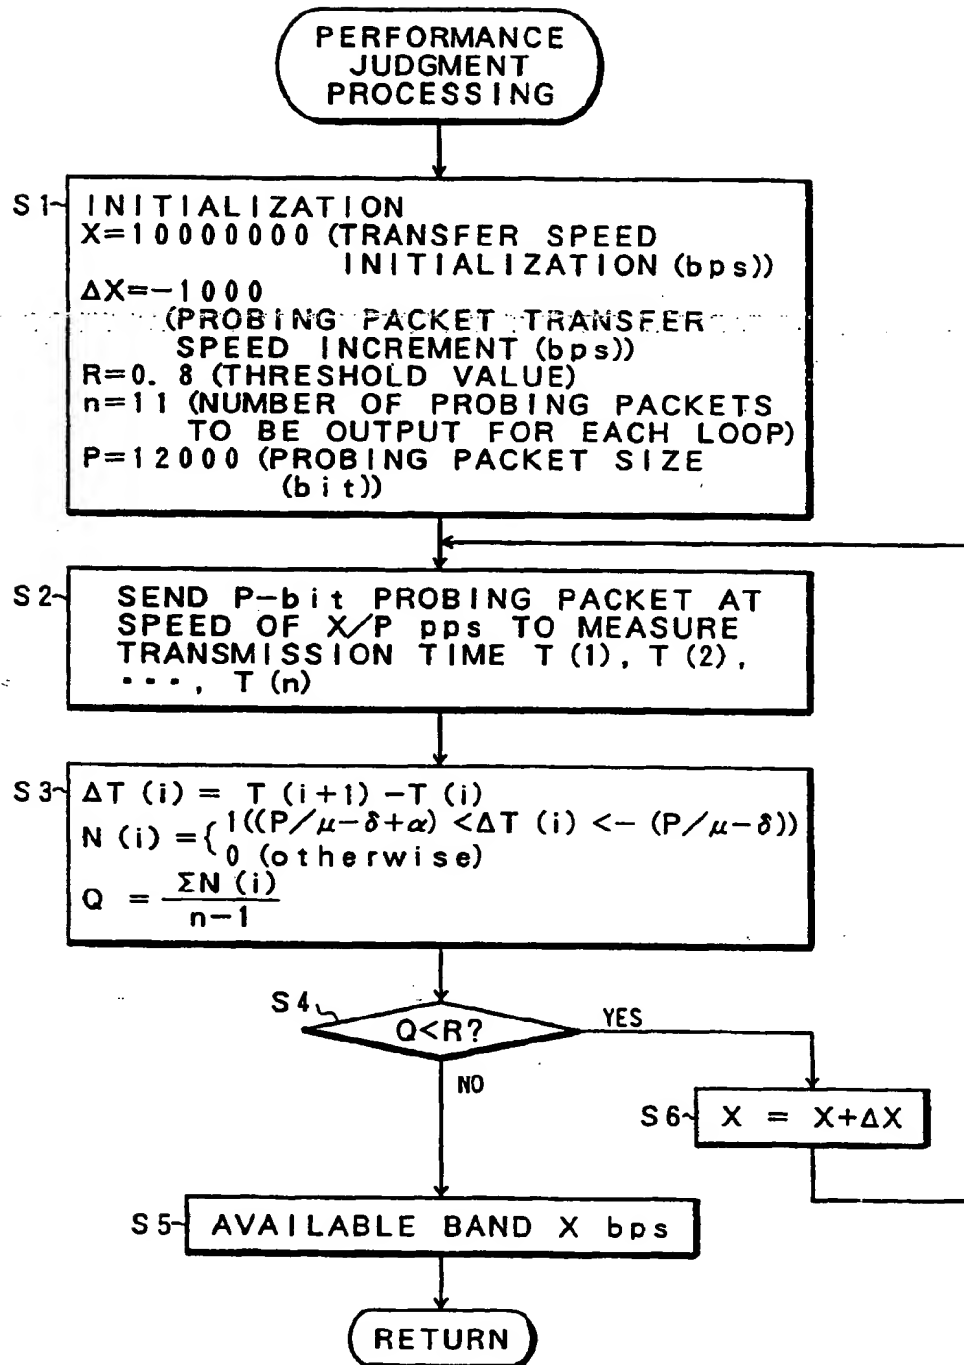 PERFORMANCE
JUDGMENT
PROCESSING
S1
INITIALIZATION
X=10000000 (TRANSFER SPEED
INITIALIZATION (bps))
ΔX=-1000
(PROBING PACKET TRANSFER
SPEED INCREMENT (bps))
R=0.8 (THRESHOLD VALUE)
n=11 (NUMBER OF PROBING PACKETS
TO BE OUTPUT FOR EACH LOOP)
P=12000 (PROBING PACKET SIZE
(bit))
S2
SEND P-bit PROBING PACKET AT
SPEED OF X/P pps TO MEASURE
TRANSMISSION TIME T(1), T(2),
・・・, T(n)
S3
ΔT(i) = T(i+1)-T(i)
N(i) = { 1((P/μ-δ+α) <ΔT(i) <-(P/μ-δ))
0 (otherwise)
Q = ΣN(i)
n-1
S4
Q<R?
YES
NO
S6
X = X+ΔX
S5
AVAILABLE BAND X bps
RETURN